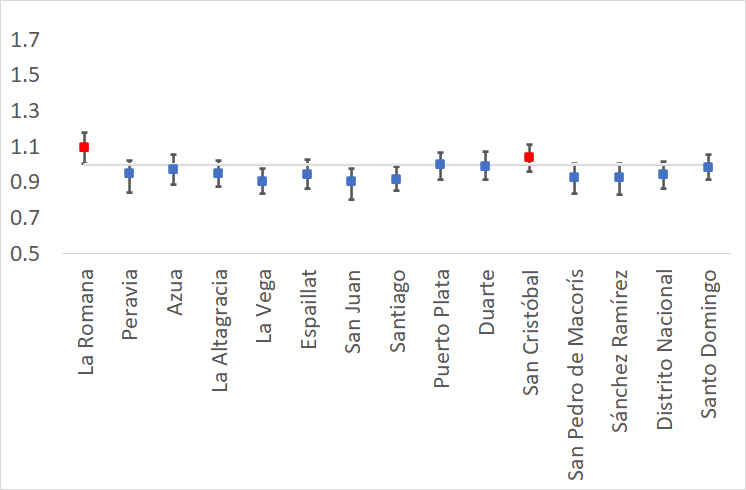 1.7
1.5
1.3
1.1
0.9
0.7
0.5
La Romana
Peravia
Azua
La Altagracia
La Vega
Espaillat
San Juan
Santiago
Puerto Plata
Duarte
San Cristóbal
San Pedro de Macorís
Sánchez Ramírez
Distrito Nacional
Santo Domingo